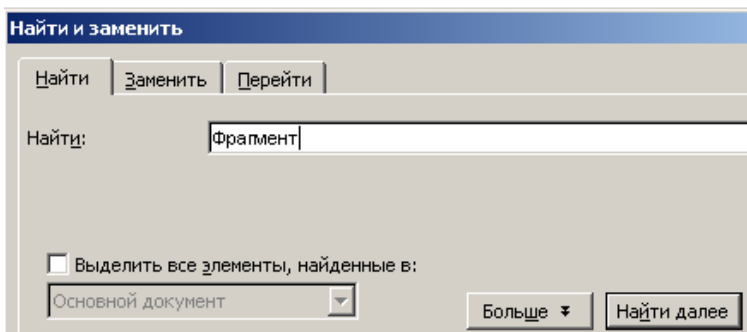 Найти и заменить
Найти Заменить Перейти
Найти: Фрагмент
Выделить все элементы, найденные в:
Основной документ
Больше Найти далее